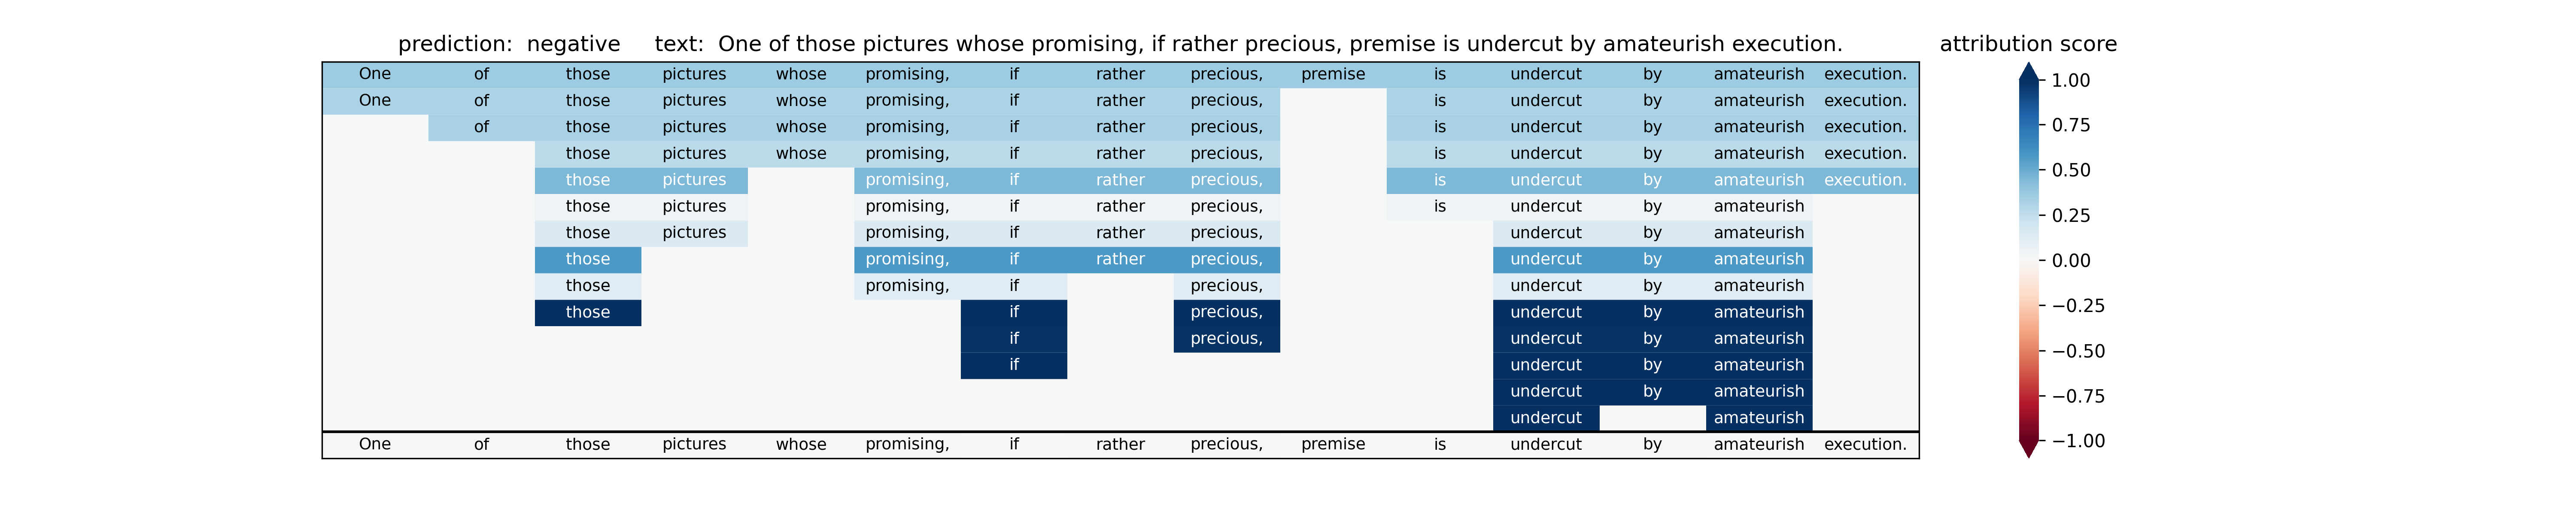 prediction: negative text: One of those pictures whose promising, if rather precious, premise is undercut by amateurish execution. attribution score
One of those pictures whose promising, if rather precious, premise is undercut by amateurish execution.
One of those pictures whose promising, if rather precious, is undercut by amateurish execution.
of those pictures whose promising, if rather precious, is undercut by amateurish execution.
those pictures whose promising, if rather precious, is undercut by amateurish execution.
those pictures promising, if rather precious, is undercut by amateurish execution.
those pictures promising, if rather precious, is undercut by amateurish
those pictures promising, if rather precious, undercut by amateurish
those promising, if rather precious, undercut by amateurish
those promising, if precious, undercut by amateurish
those if precious, undercut by amateurish
if precious, undercut by amateurish
if undercut by amateurish
undercut by amateurish
undercut amateurish
One of those pictures whose promising, if rather precious, premise is undercut by amateurish execution.
1.00
0.75
0.50
0.25
0.00
−0.25
−0.50
−0.75
−1.00